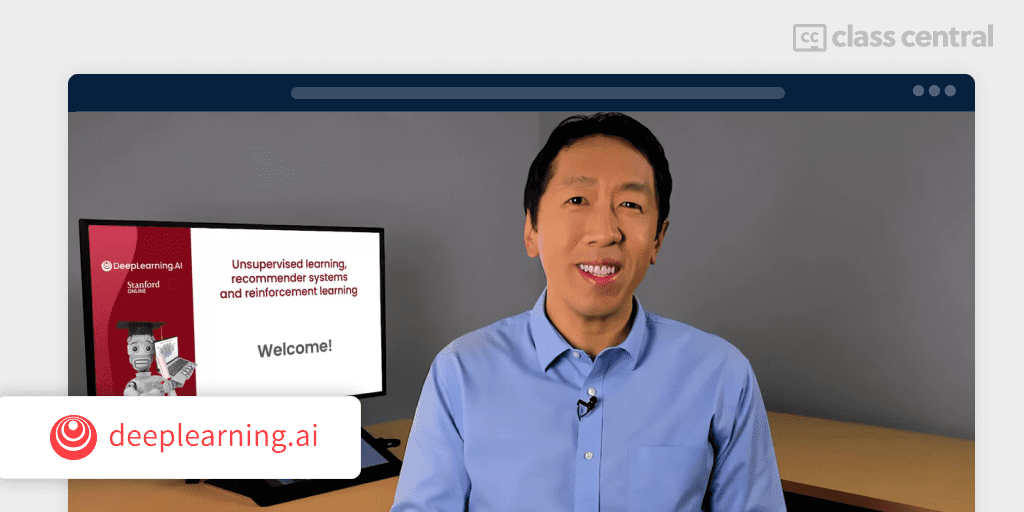 cc class central
DeepLearning.AI
Stanford
ONLINE
Unsupervised learning,
recommender systems
and reinforcement learning
Welcome!
deeplearning.ai